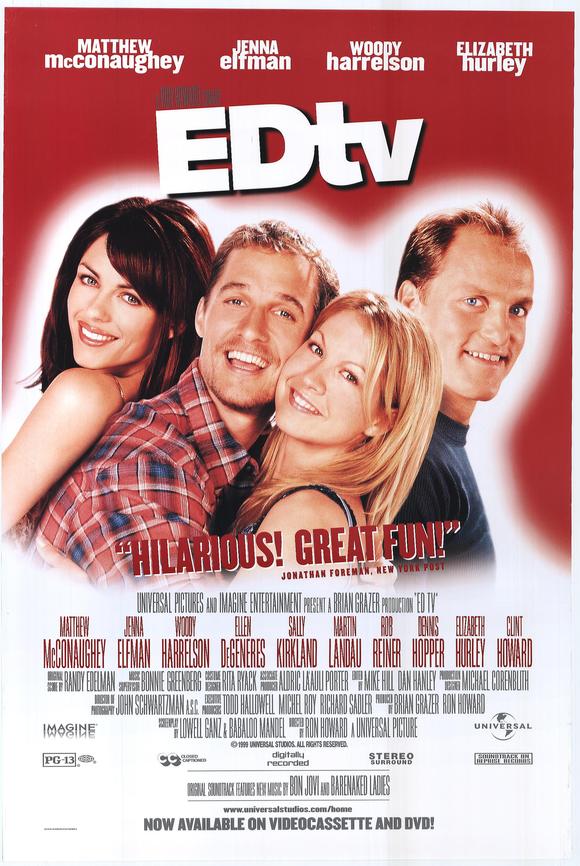 MATTHEW JENNA WOODY ELIZABETH
McCONAUGHEY elfman harrelson hurley
EDtv
"HILARIOUS! GREAT FUN!"
JONATHAN FOREMAN, NEW YORK POST
UNIVERSAL PICTURES AND IMAGINE ENTERTAINMENT PRESENT A BRIAN GRAZER PRODUCTION "ED TV"
MATTHEW JENNA WOODY ELLEN SALLY MARTIN ROB DENNIS ELIZABETH CLINT
McCONAUGHEY ELFMAN HARRELSON DeGENERES KIRKLAND LANDAU REINER HOPPER HURLEY HOWARD
ORIGINAL SCORE BY RANDY EDELMAN MUSIC SUPERVISION BONNIE GREENBERG COSTUME DESIGNER RITA RYACK ASSOCIATE PRODUCER ALDRIC LA'AULI PORTER EDITED BY MIKE HILL DAN HANLEY PRODUCTION DESIGNER MICHAEL CORENBLITH
DIRECTOR OF PHOTOGRAPHY JOHN SCHWARTZMAN A.S.C. EXECUTIVE PRODUCERS TODD HALLOWELL MICHEL ROY RICHARD SADLER PRODUCED BY BRIAN GRAZER RON HOWARD
SCREENPLAY BY LOWELL GANZ & BABALOO MANDEL DIRECTED BY RON HOWARD A UNIVERSAL PICTURE
© 1999 UNIVERSAL STUDIOS. ALL RIGHTS RESERVED.
IMAGINE UNIVERSAL
PG-13 CC CLOSED CAPTIONED digitally recorded STEREO SURROUND SOUNDTRACK ON REPRISE RECORDS
ORIGINAL SOUNDTRACK FEATURES NEW MUSIC BY BON JOVI AND BARENAKED LADIES
www.universalstudios.com/home
NOW AVAILABLE ON VIDEOCASSETTE AND DVD!